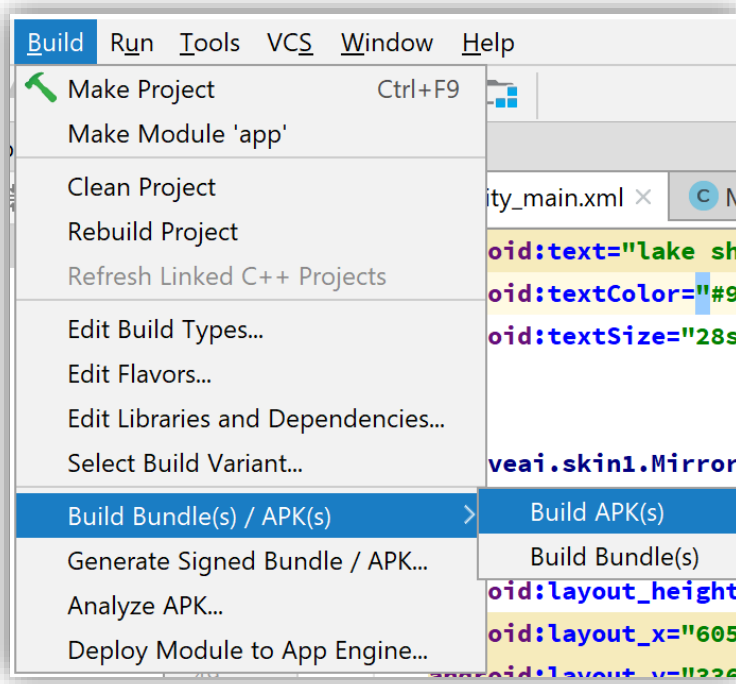 Build Run Tools VCS Window Help
Make Project Ctrl+F9
Make Module 'app'
Clean Project
ity_main.xml
Rebuild Project
oid:text="lake sh
Refresh Linked C++ Projects
oid:textColor="#9
Edit Build Types...
oid:textSize="28s
Edit Flavors...
Edit Libraries and Dependencies...
Select Build Variant...
veai.skin1.Mirror
Build Bundle(s) / APK(s)
Build APK(s)
Generate Signed Bundle / APK...
Build Bundle(s)
Analyze APK...
oid:layout_height
Deploy Module to App Engine...
oid:layout_x="605